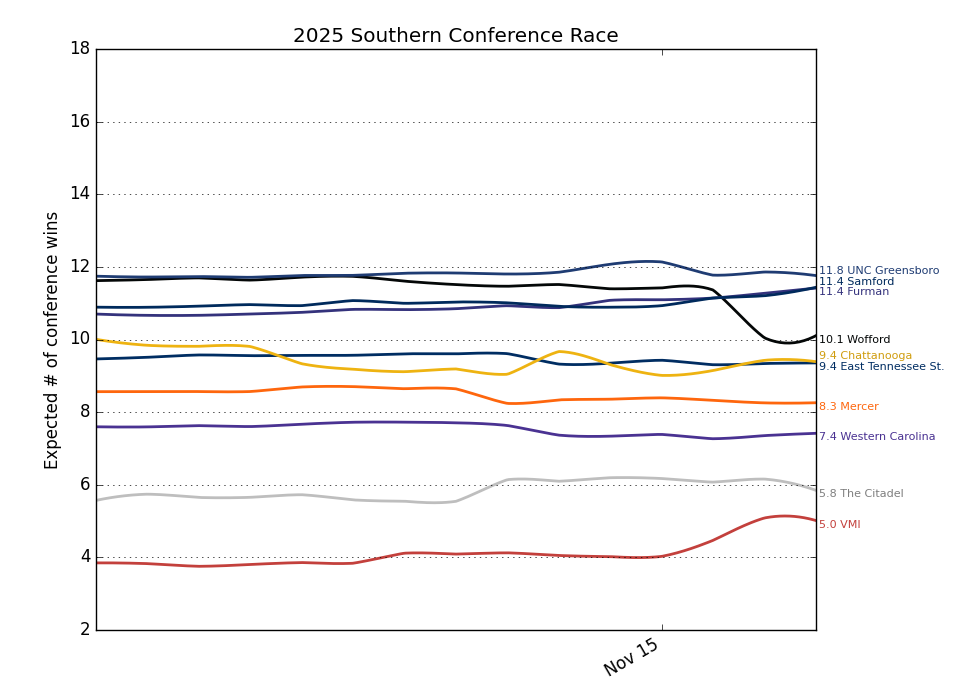 2025 Southern Conference Race
Expected # of conference wins
18
16
14
12
10
8
6
4
2
Nov 15
11.8 UNC Greensboro
11.4 Samford
11.4 Furman
10.1 Wofford
9.4 Chattanooga
9.4 East Tennessee St.
8.3 Mercer
7.4 Western Carolina
5.8 The Citadel
5.0 VMI